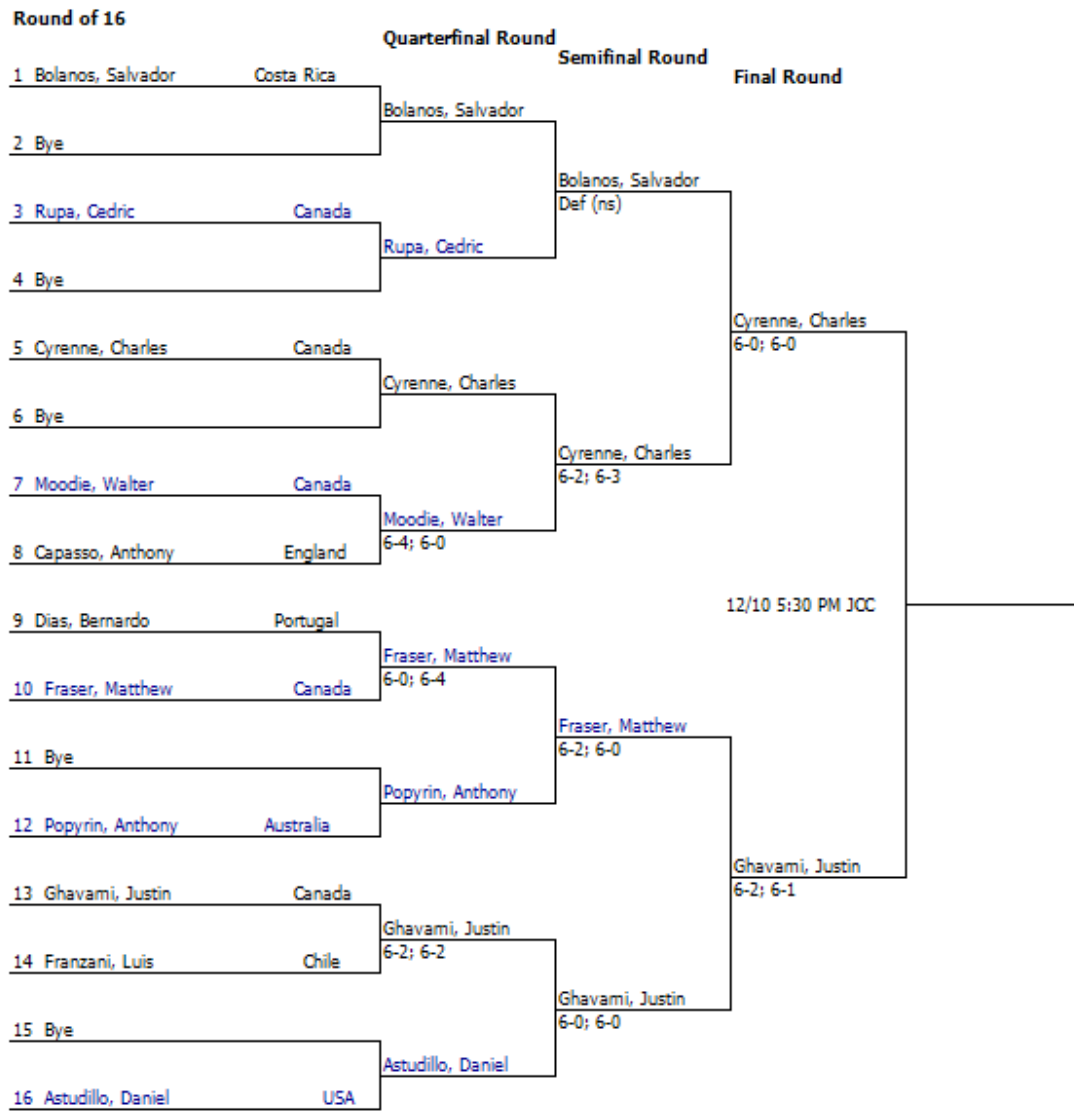 Round of 16
Quarterfinal Round
Semifinal Round
Final Round
1 Bolanos, Salvador Costa Rica
Bolanos, Salvador
2 Bye
Bolanos, Salvador
Def (ns)
3 Rupa, Cedric Canada
Rupa, Cedric
4 Bye
Cyrenne, Charles
6-0; 6-0
5 Cyrenne, Charles Canada
Cyrenne, Charles
6 Bye
Cyrenne, Charles
6-2; 6-3
7 Moodie, Walter Canada
Moodie, Walter
6-4; 6-0
8 Capasso, Anthony England
12/10 5:30 PM JCC
9 Dias, Bernardo Portugal
Fraser, Matthew
6-0; 6-4
10 Fraser, Matthew Canada
Fraser, Matthew
6-2; 6-0
11 Bye
Popyrin, Anthony
12 Popyrin, Anthony Australia
Ghavami, Justin
6-2; 6-1
13 Ghavami, Justin Canada
Ghavami, Justin
6-2; 6-2
14 Franzani, Luis Chile
Ghavami, Justin
6-0; 6-0
15 Bye
Astudillo, Daniel
16 Astudillo, Daniel USA